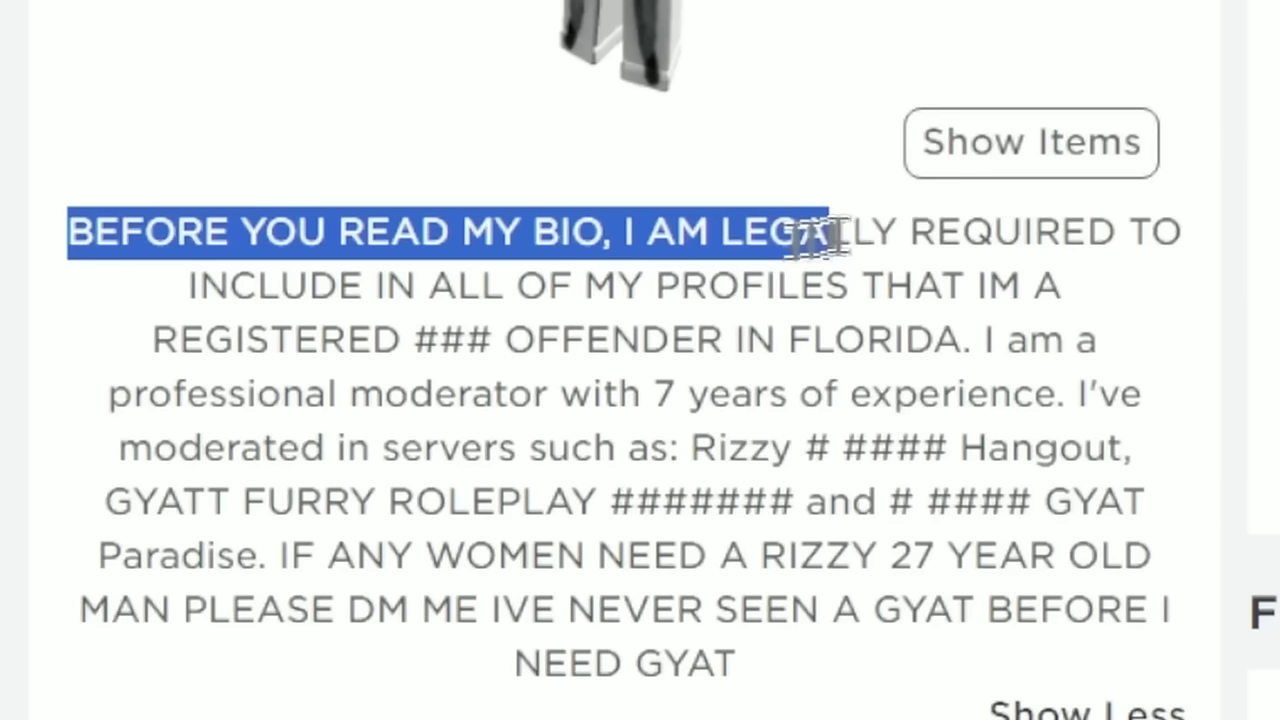 Show Items
BEFORE YOU READ MY BIO, I AM LEGALLY REQUIRED TO
INCLUDE IN ALL OF MY PROFILES THAT IM A
REGISTERED ### OFFENDER IN FLORIDA. I am a
professional moderator with 7 years of experience. I've
moderated in servers such as: Rizzy # #### Hangout,
GYATT FURRY ROLEPLAY ####### and # #### GYAT
Paradise. IF ANY WOMEN NEED A RIZZY 27 YEAR OLD
MAN PLEASE DM ME IVE NEVER SEEN A GYAT BEFORE I
NEED GYAT
Show Less
F